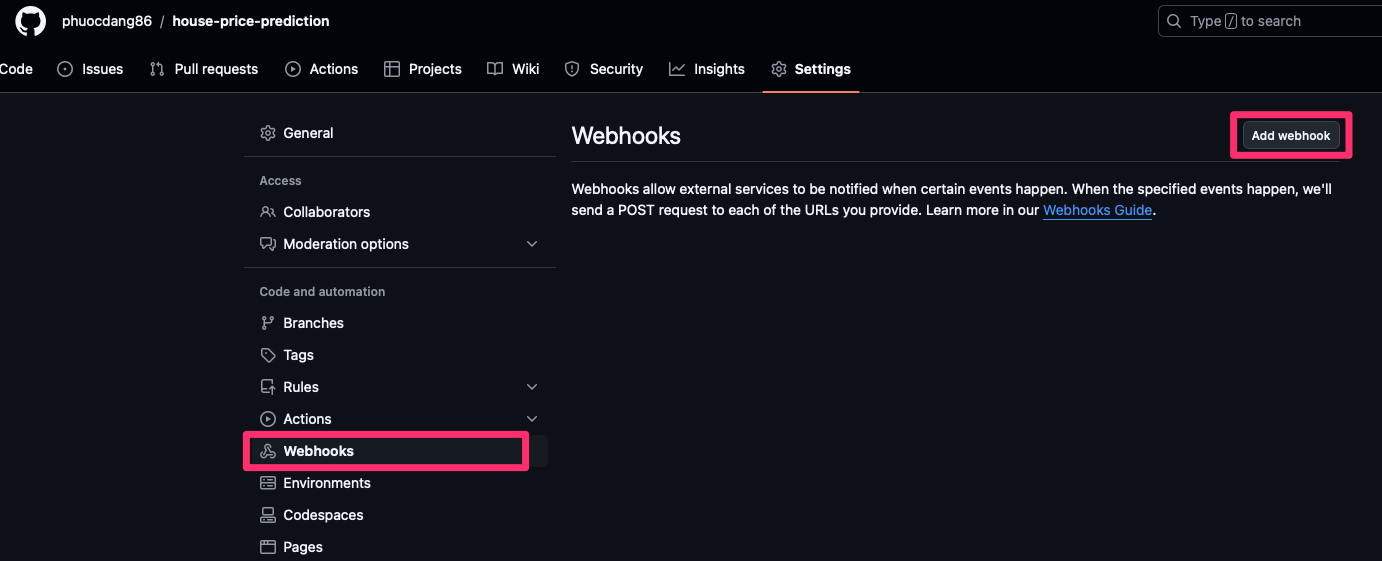 phuocdang86 / house-price-prediction
Type / to search
Code Issues Pull requests Actions Projects Wiki Security Insights Settings
General
Access
Collaborators
Moderation options
Code and automation
Branches
Tags
Rules
Actions
Webhooks
Environments
Codespaces
Pages
Webhooks
Add webhook
Webhooks allow external services to be notified when certain events happen. When the specified events happen, we'll
send a POST request to each of the URLs you provide. Learn more in our Webhooks Guide.